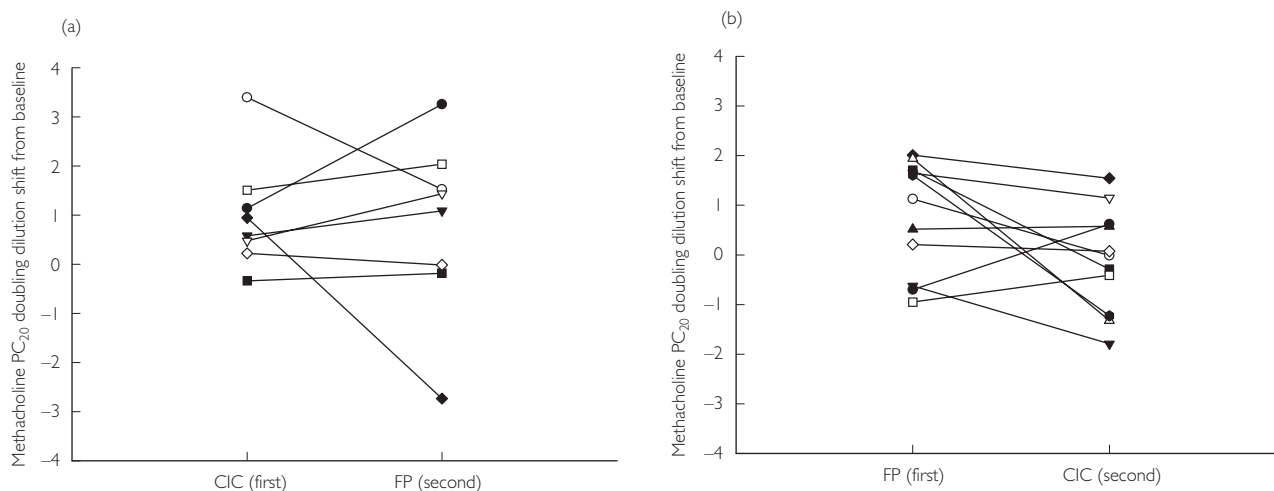 (a)
Methacholine PC20 doubling dilution shift from baseline
4
3
2
1
0
−1
−2
−3
−4
CIC (first)
FP (second)
(b)
Methacholine PC20 doubling dilution shift from baseline
4
3
2
1
0
−1
−2
−3
−4
FP (first)
CIC (second)